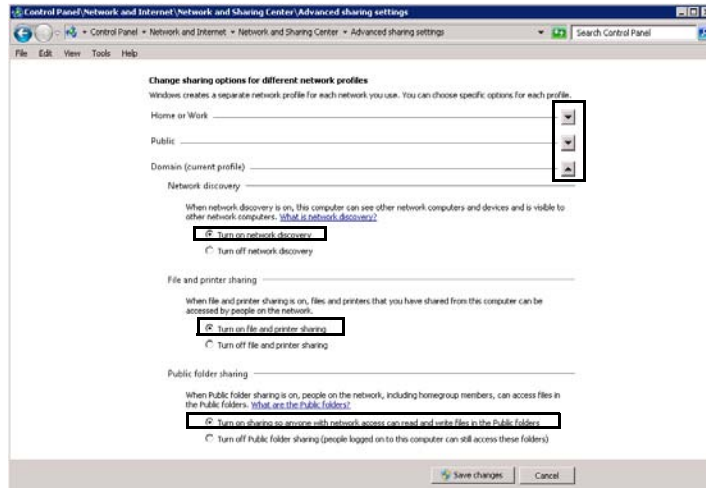 Control Panel\Network and Internet\Network and Sharing Center\Advanced sharing settings
Control Panel Network and Internet Network and Sharing Center Advanced sharing settings
Search Control Panel
File Edit View Tools Help
Change sharing options for different network profiles
Windows creates a separate network profile for each network you use. You can choose specific options for each profile.
Home or Work
Public
Domain (current profile)
Network discovery
When network discovery is on, this computer can see other network computers and devices and is visible to
other network computers. What is network discovery?
Turn on network discovery
Turn off network discovery
File and printer sharing
When file and printer sharing is on, files and printers that you have shared from this computer can be
accessed by people on the network.
Turn on file and printer sharing
Turn off file and printer sharing
Public folder sharing
When Public folder sharing is on, people on the network, including homegroup members, can access files in
the Public folders. What are the Public folders?
Turn on sharing so anyone with network access can read and write files in the Public folders
Turn off Public folder sharing (people logged on to this computer can still access these folders)
Save changes
Cancel